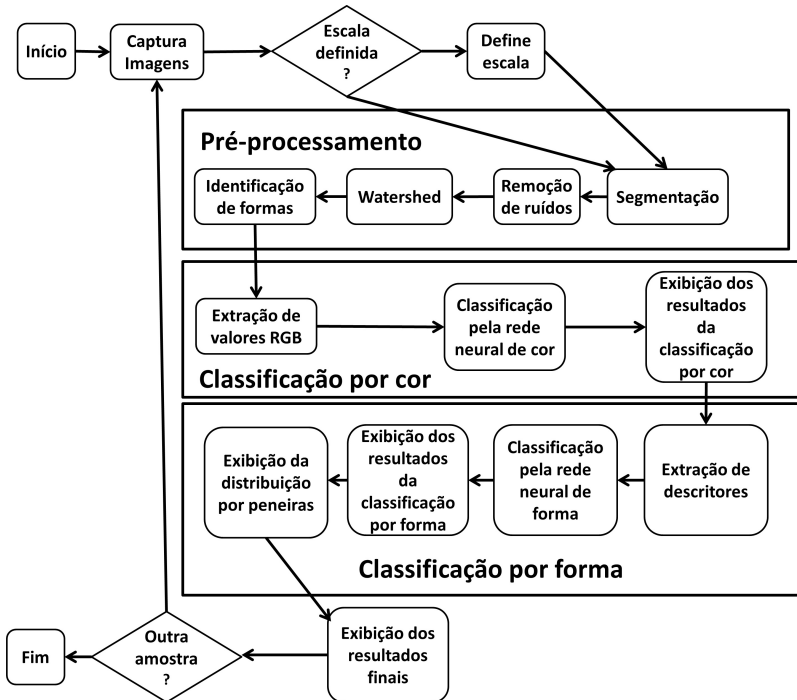 Início
Captura
Imagens
Escala
definida
?
Define
escala
Pré-processamento
Segmentação
Remoção
de ruídos
Watershed
Identificação
de formas
Extração de
valores RGB
Classificação
pela rede
neural de cor
Exibição dos
resultados
da
classificação
por cor
Classificação por cor
Extração de
descritores
Classificação
pela rede
neural de
forma
Exibição dos
resultados
da
classificação
por forma
Exibição da
distribuição
por peneiras
Classificação por forma
Exibição dos
resultados
finais
Outra
amostra
?
Fim